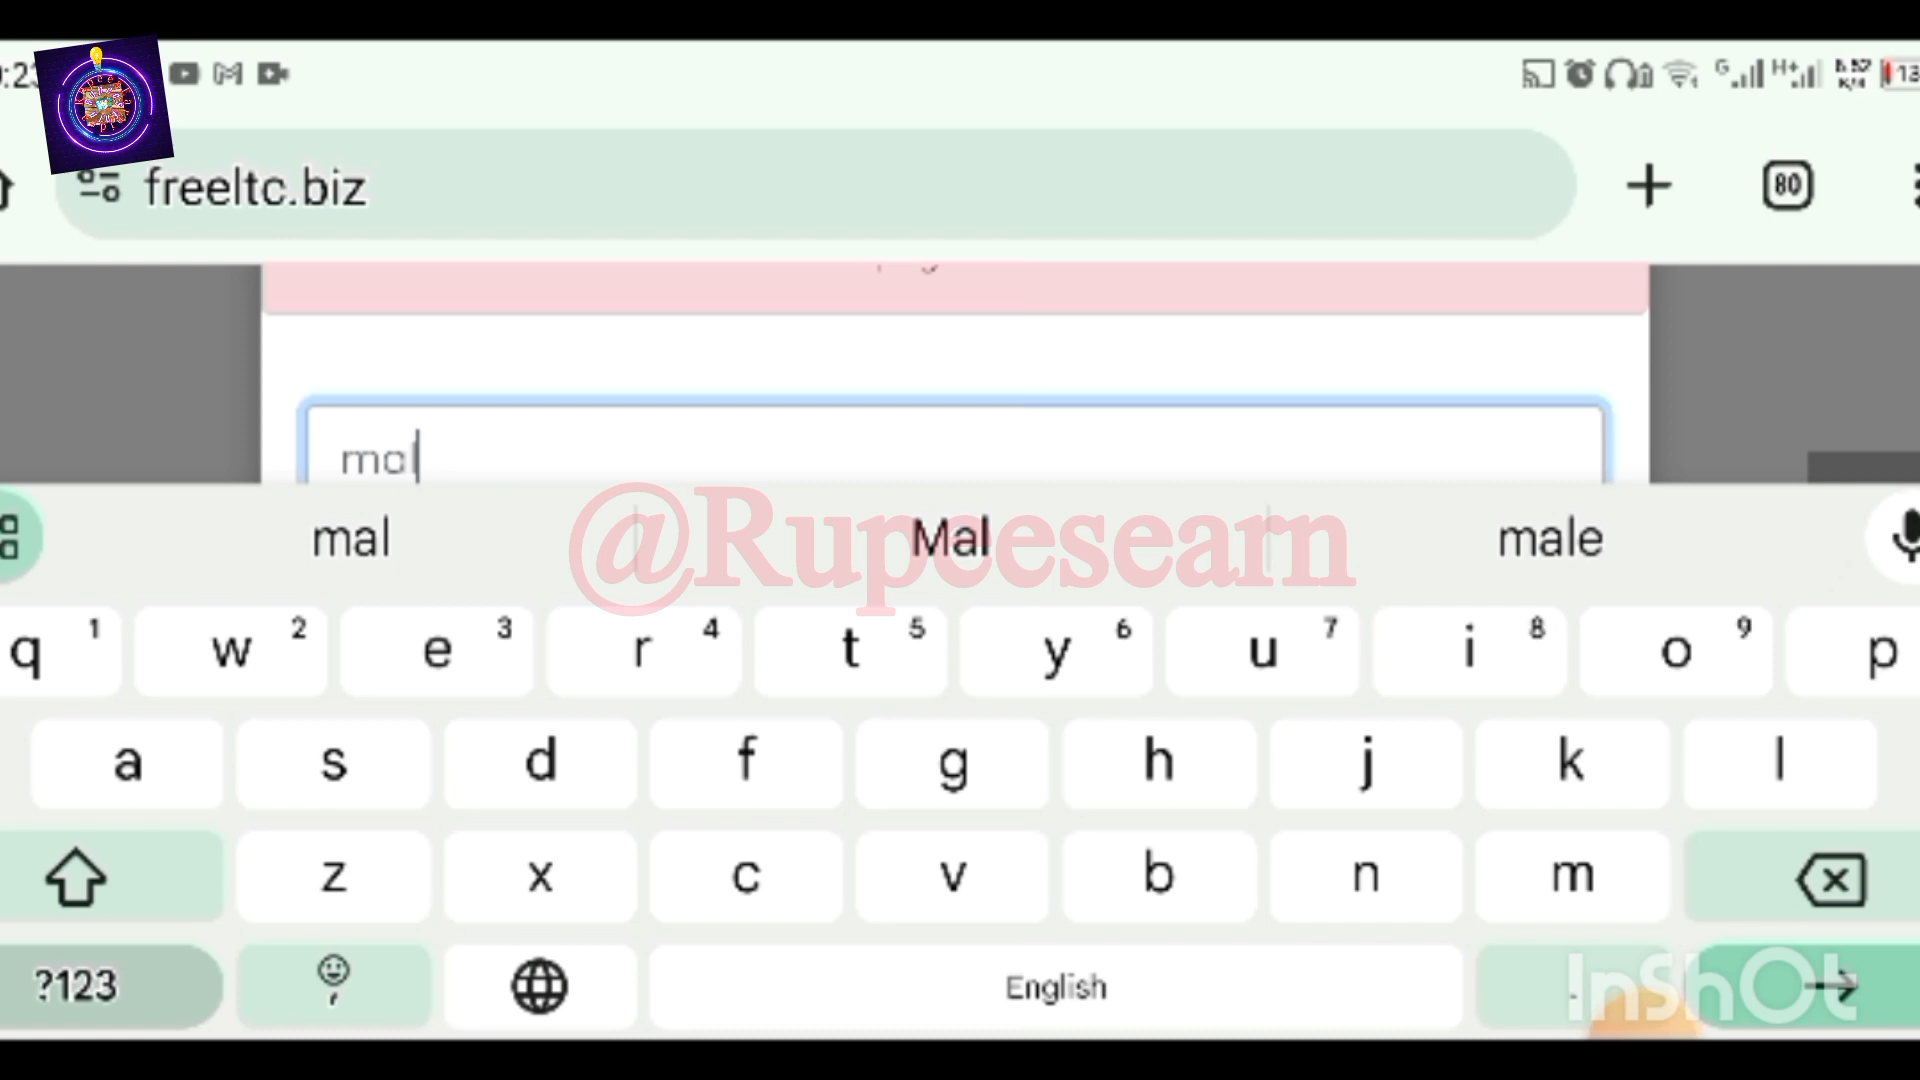 freeltc.biz
80
G
H+
13
mal
mal Mal male
@Rupeesearn
q 1 w 2 e 3 r 4 t 5 y 6 u 7 i 8 o 9 p
a s d f g h j k l
z x c v b n m
?123 , English .
InShOt